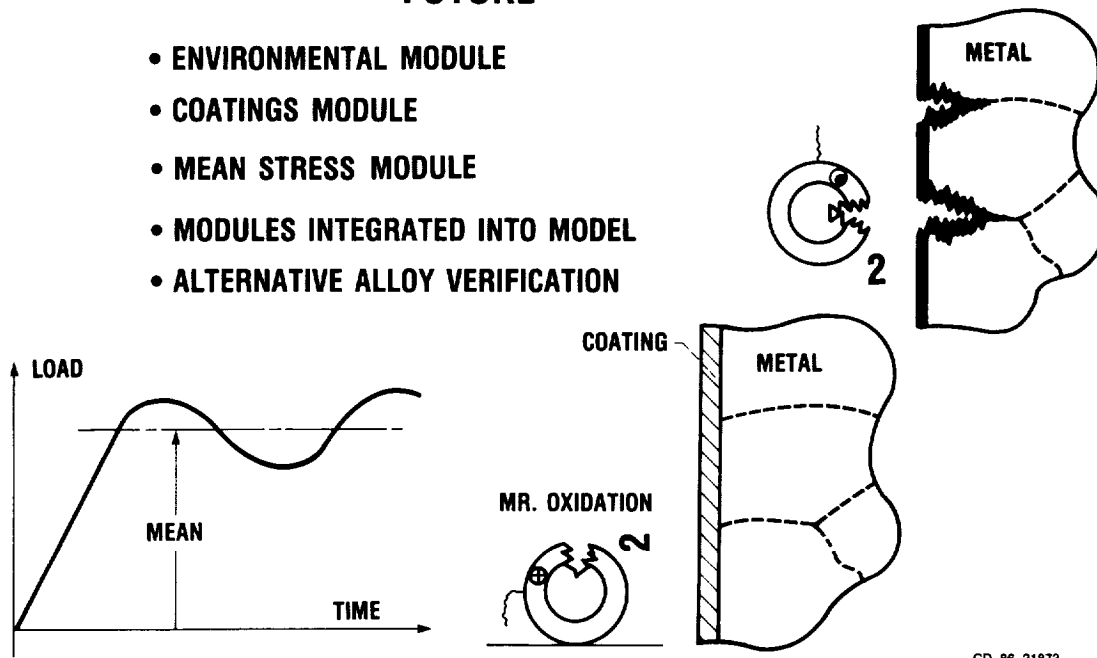 • ENVIRONMENTAL MODULE
• COATINGS MODULE
• MEAN STRESS MODULE
• MODULES INTEGRATED INTO MODEL
• ALTERNATIVE ALLOY VERIFICATION
METAL
2
LOAD
MEAN
TIME
COATING
METAL
MR. OXIDATION
2